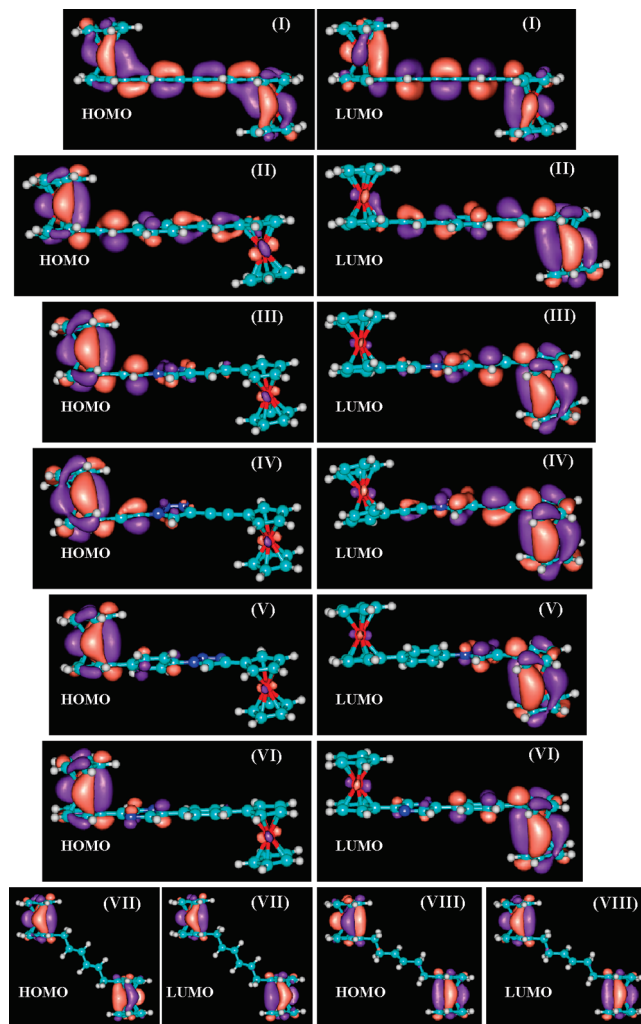 (I)
HOMO
(I)
LUMO
(II)
HOMO
(II)
LUMO
(III)
HOMO
(III)
LUMO
(IV)
HOMO
(IV)
LUMO
(V)
HOMO
(V)
LUMO
(VI)
HOMO
(VI)
LUMO
(VII)
HOMO
(VII)
LUMO
(VIII)
HOMO
(VIII)
LUMO